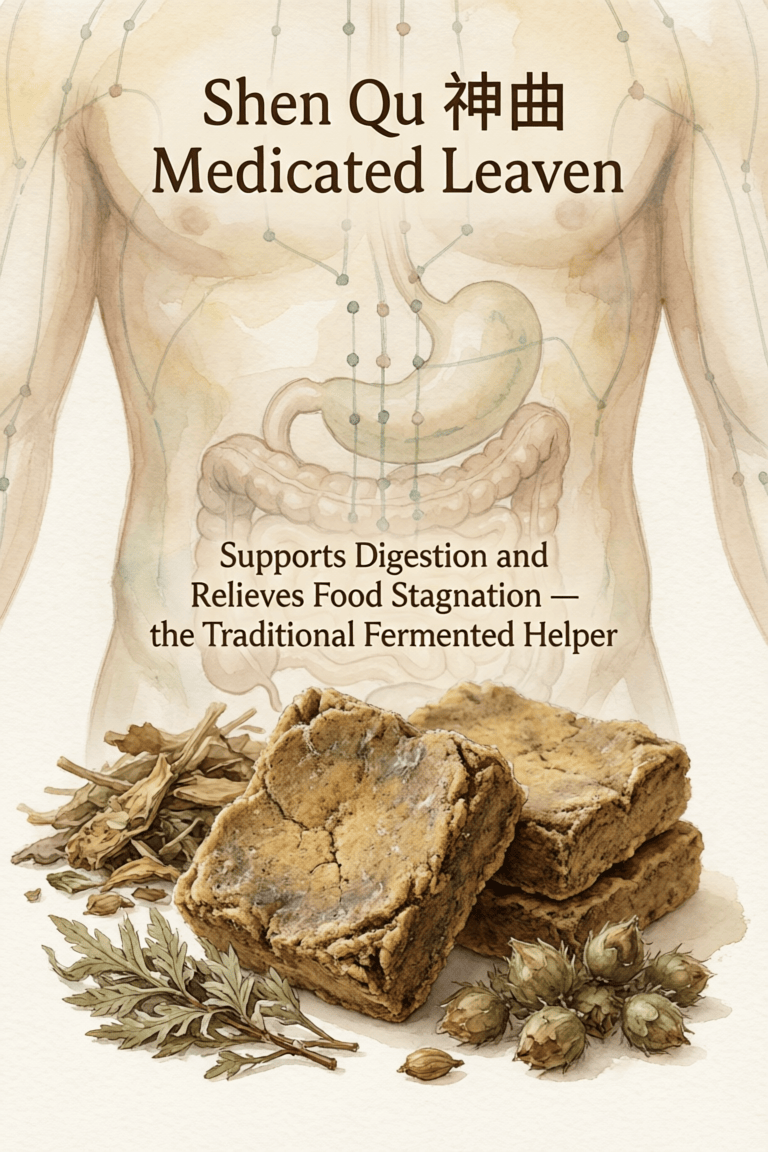 Shen Qu 神曲
Medicated Leaven
Supports Digestion and
Relieves Food Stagnation —
the Traditional Fermented Helper